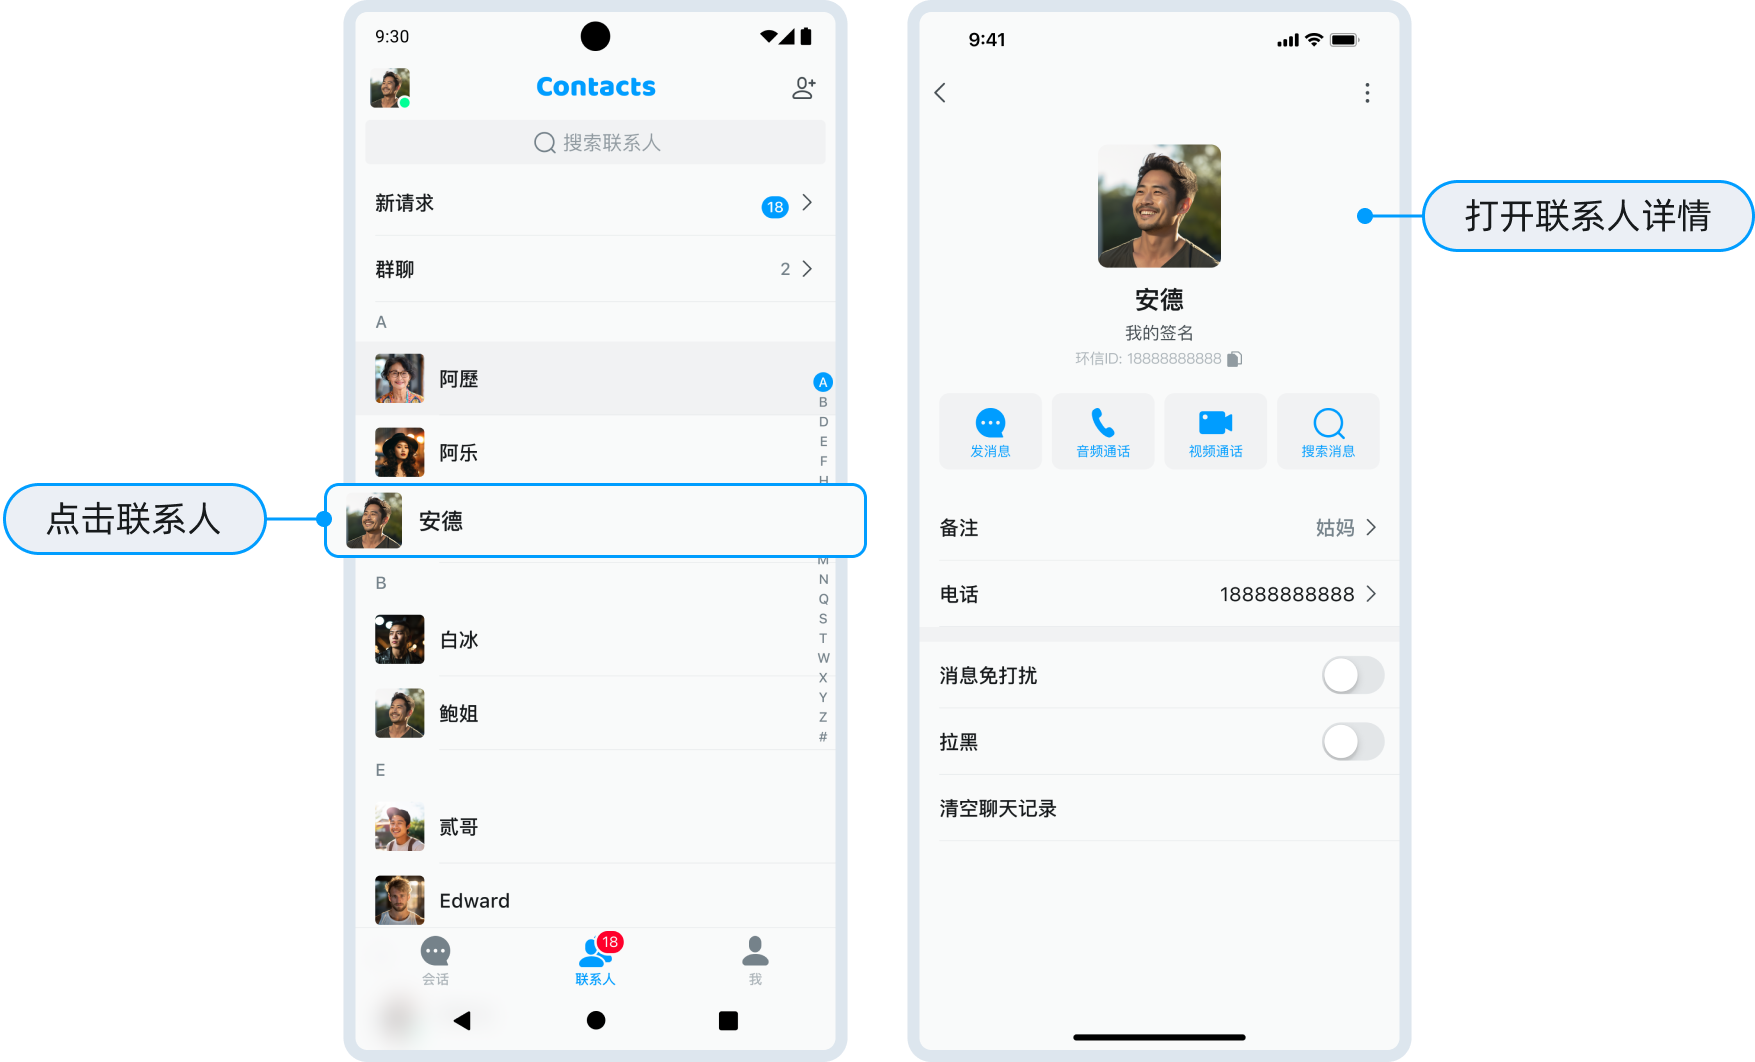 9:30
Contacts
搜索联系人
新请求
18
群聊
2
A
阿歷
阿乐
点击联系人
安德
B
白冰
鲍姐
E
贰哥
Edward
A
B
D
E
F
H
M
N
Q
S
T
W
X
Y
Z
#
会话
18
联系人
我
9:41
打开联系人详情
安德
我的签名
环信ID: 18888888888
发消息
音频通话
视频通话
搜索消息
备注
姑妈
电话
18888888888
消息免打扰
拉黑
清空聊天记录